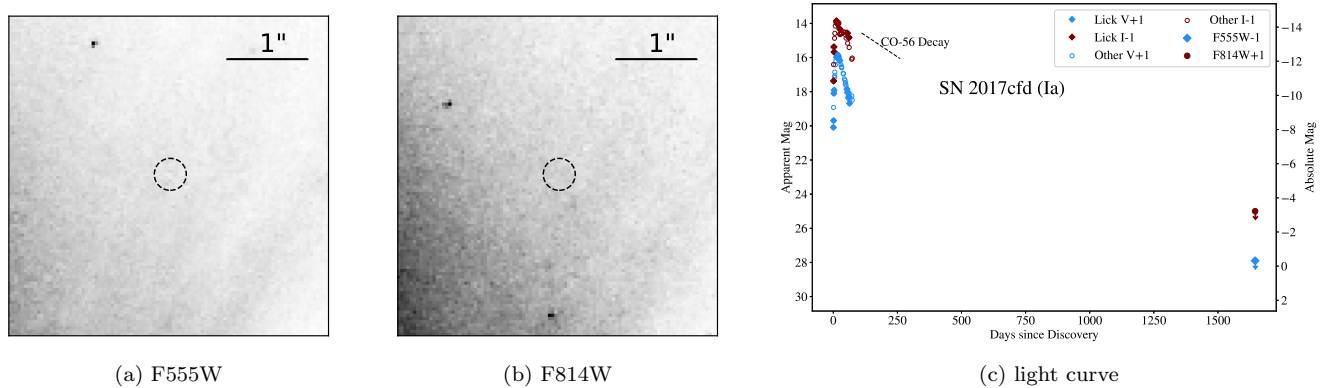 1"
1"
Lick V+1
Lick I-1
Other V+1
Other I-1
F555W-1
F814W+1
CO-56 Decay
SN 2017cfd (Ia)
Apparent Mag
14
16
18
20
22
24
26
28
30
Absolute Mag
−14
−12
−10
−8
−6
−4
−2
0
2
0
250
500
750
1000
1250
1500
Days since Discovery
(a) F555W
(b) F814W
(c) light curve